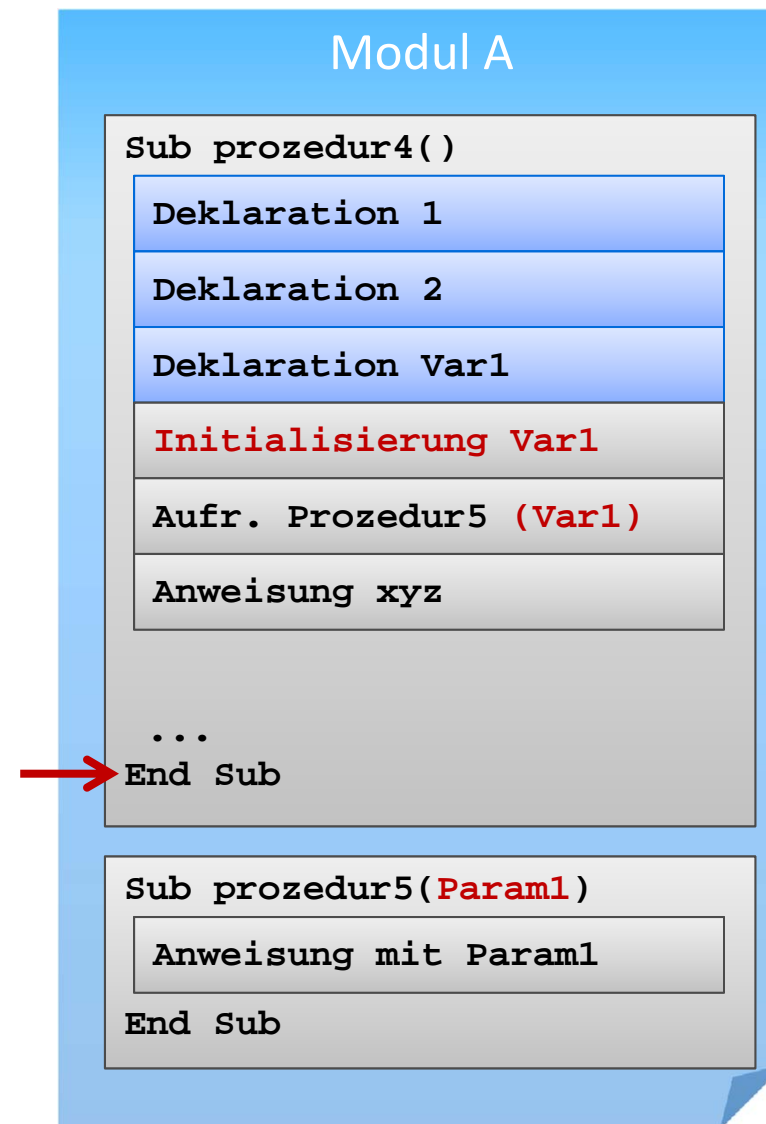 Modul A
Sub prozedur4()
Deklaration 1
Deklaration 2
Deklaration Var1
Initialisierung Var1
Aufr. Prozedur5 (Var1)
Anweisung xyz
...
End Sub
Sub prozedur5(Param1)
Anweisung mit Param1
End Sub